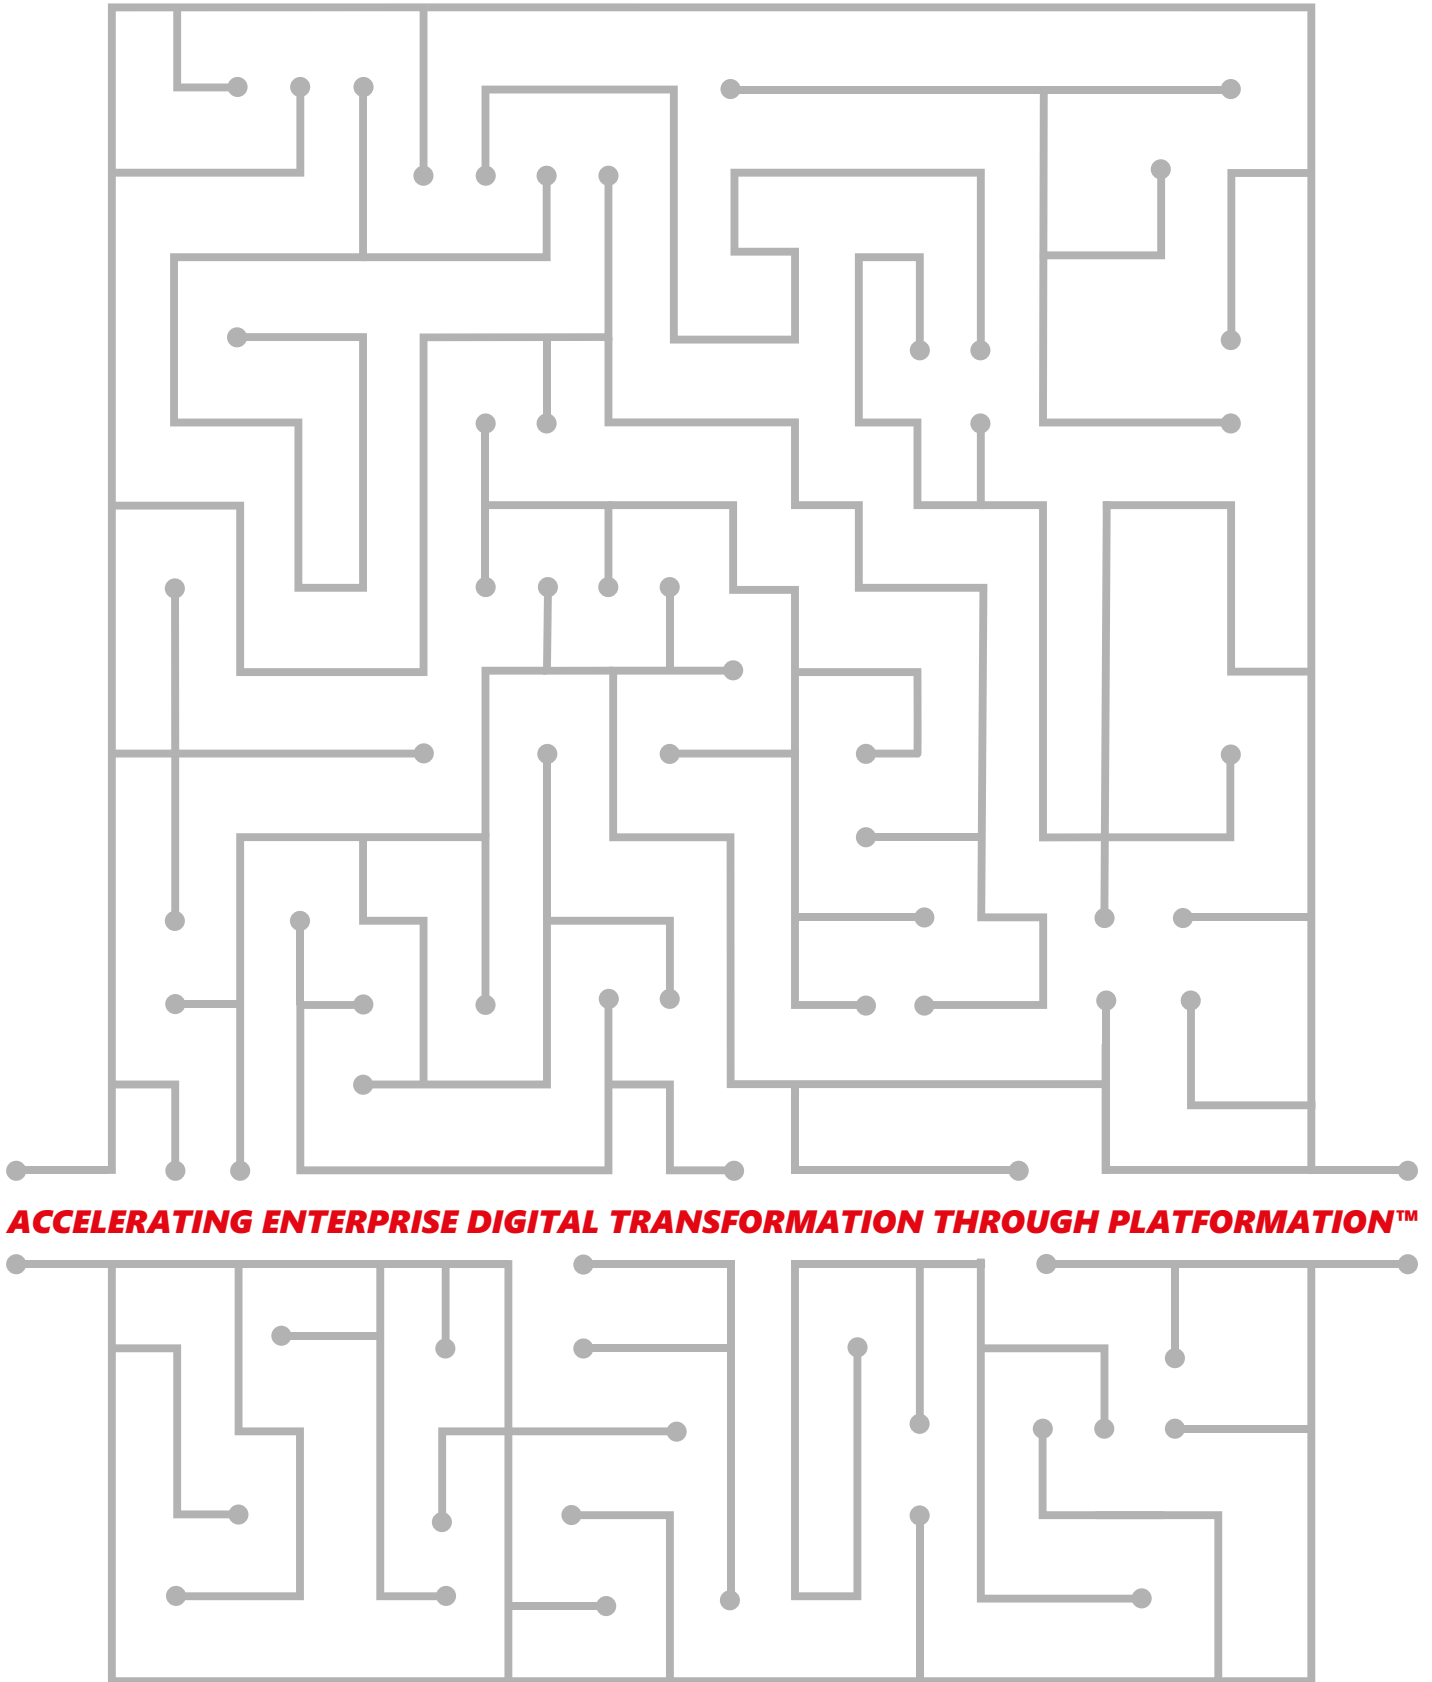 ACCELERATING ENTERPRISE DIGITAL TRANSFORMATION THROUGH PLATFORMATION™